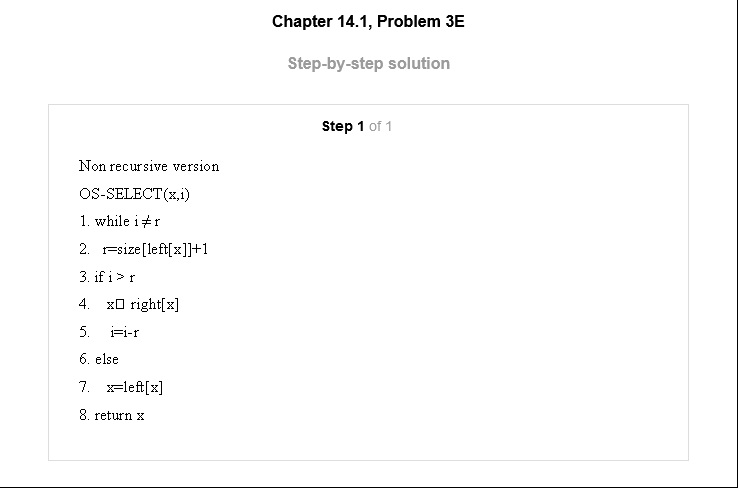 Chapter 14.1, Problem 3E
Step-by-step solution
Step 1 of 1
Non recursive version
OS-SELECT(x,i)
1. while i ≠ r
2. r=size[left[x]]+1
3. if i > r
4. x□ right[x]
5. i=i-r
6. else
7. x=left[x]
8. return x